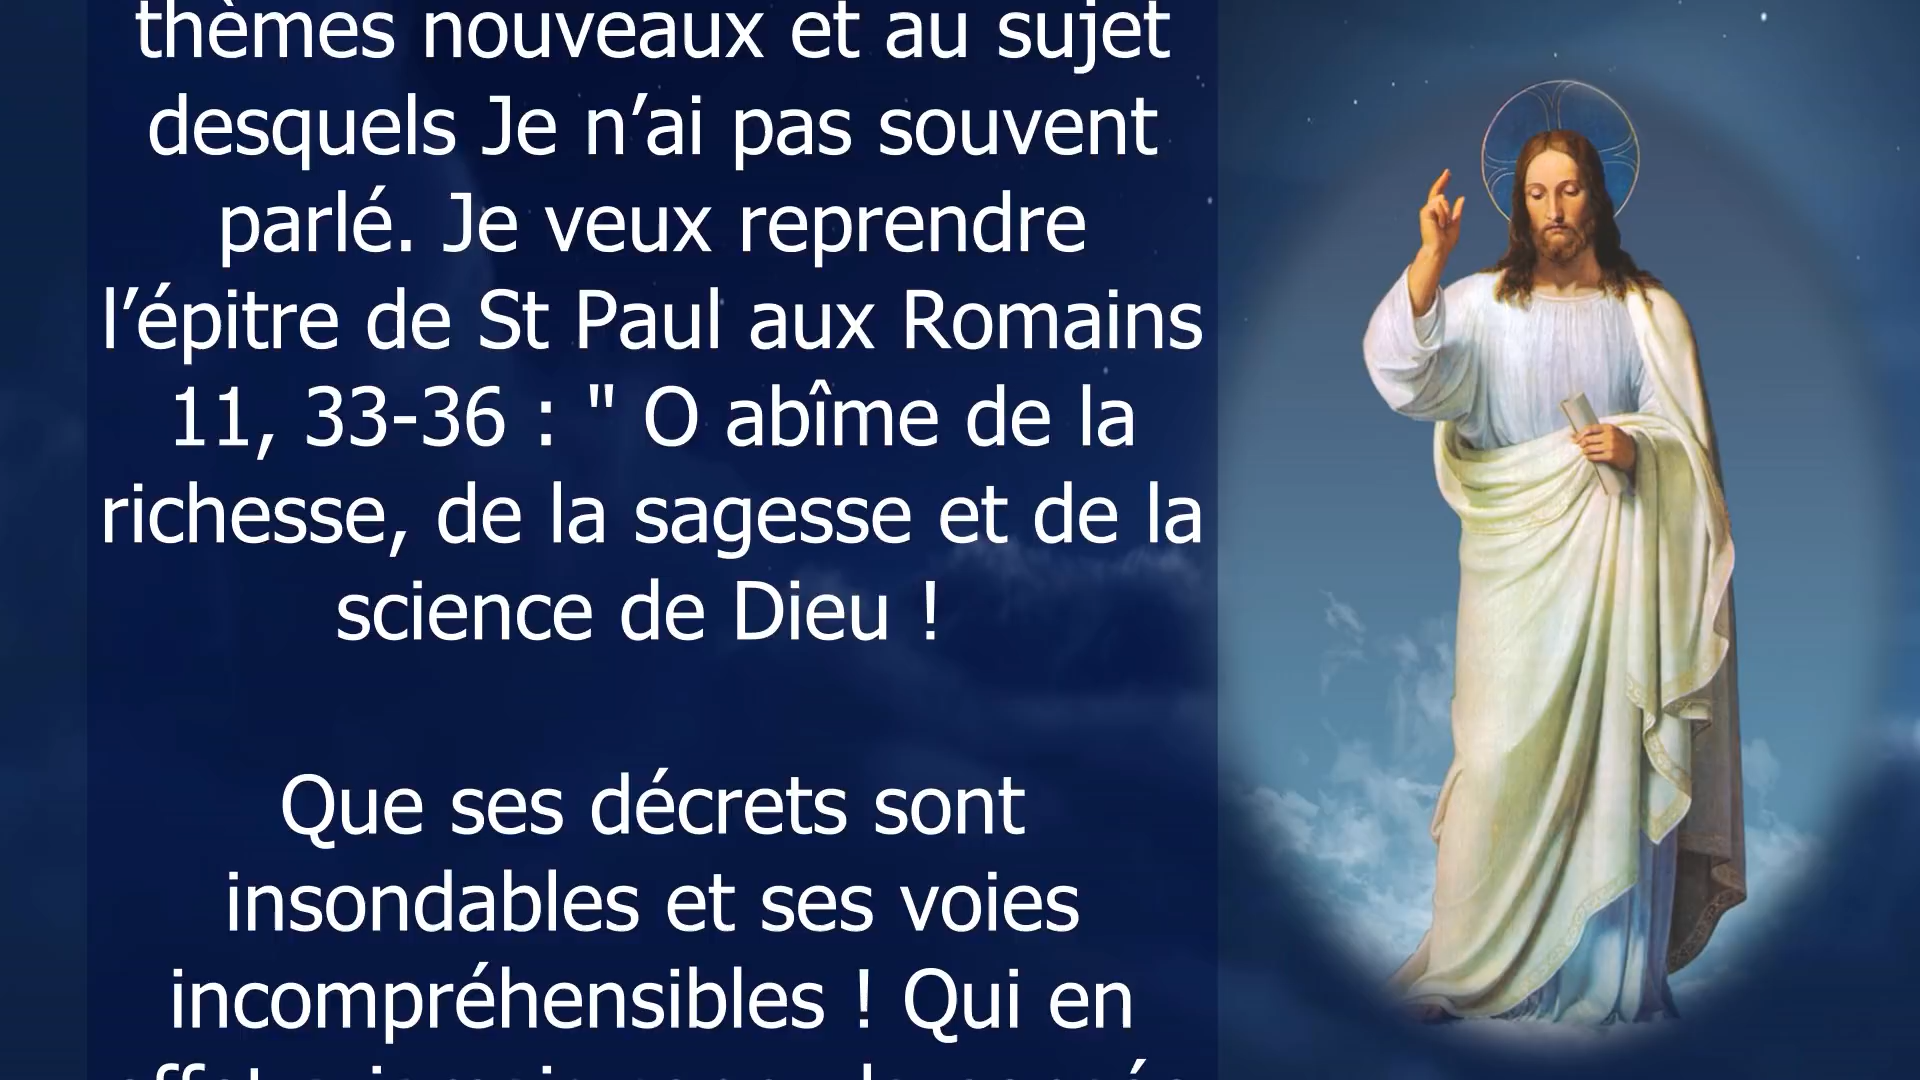 thèmes nouveaux et au sujet
desquels Je n’ai pas souvent
parlé. Je veux reprendre
l’épitre de St Paul aux Romains
11, 33-36 : " O abîme de la
richesse, de la sagesse et de la
science de Dieu !
Que ses décrets sont
insondables et ses voies
incompréhensibles ! Qui en